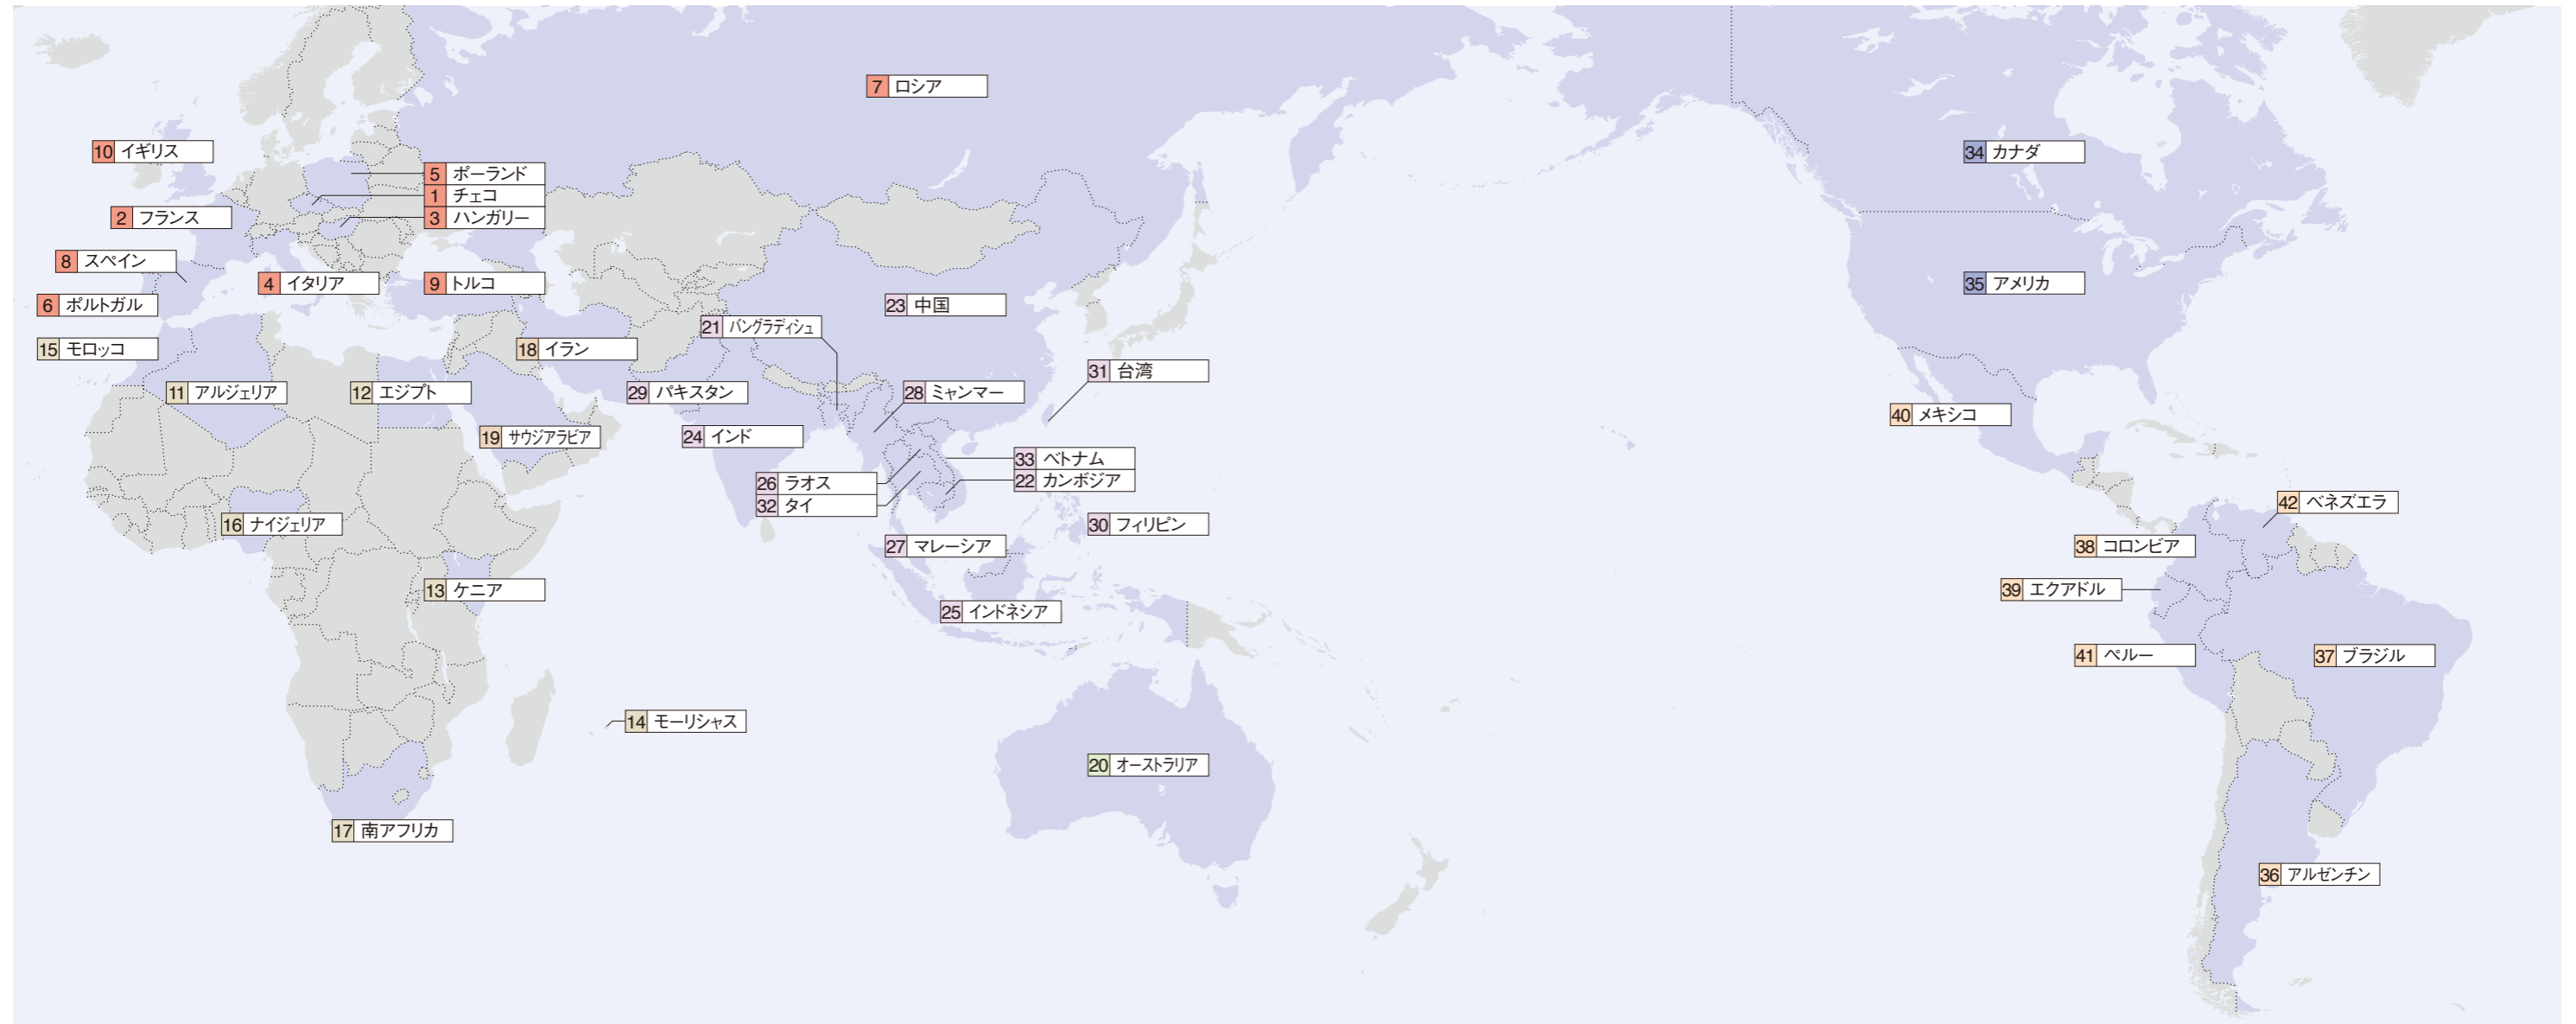 7 ロシア
10 イギリス
34 カナダ
5 ポーランド
1 チェコ
3 ハンガリー
2 フランス
8 スペイン
4 イタリア
9 トルコ
35 アメリカ
6 ポルトガル
23 中国
21 バングラディシュ
15 モロッコ
18 イラン
31 台湾
11 アルジェリア
12 エジプト
29 パキスタン
28 ミャンマー
40 メキシコ
19 サウジアラビア
24 インド
33 ベトナム
22 カンボジア
26 ラオス
32 タイ
42 ベネズエラ
16 ナイジェリア
30 フィリピン
27 マレーシア
38 コロンビア
13 ケニア
39 エクアドル
25 インドネシア
41 ペルー
37 ブラジル
14 モーリシャス
20 オーストラリア
17 南アフリカ
36 アルゼンチン